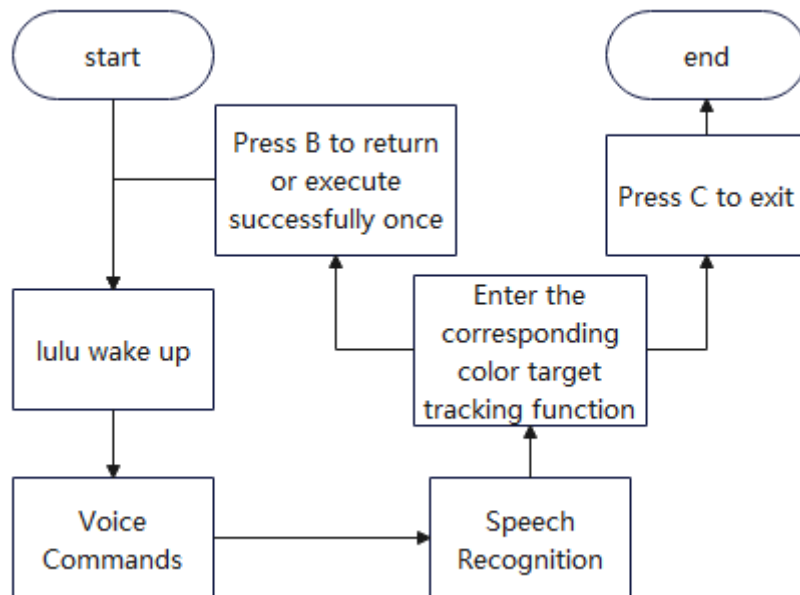 start
end
Press B to return
or execute
successfully once
Press C to exit
Enter the
corresponding
color target
tracking function
lulu wake up
Voice
Commands
Speech
Recognition